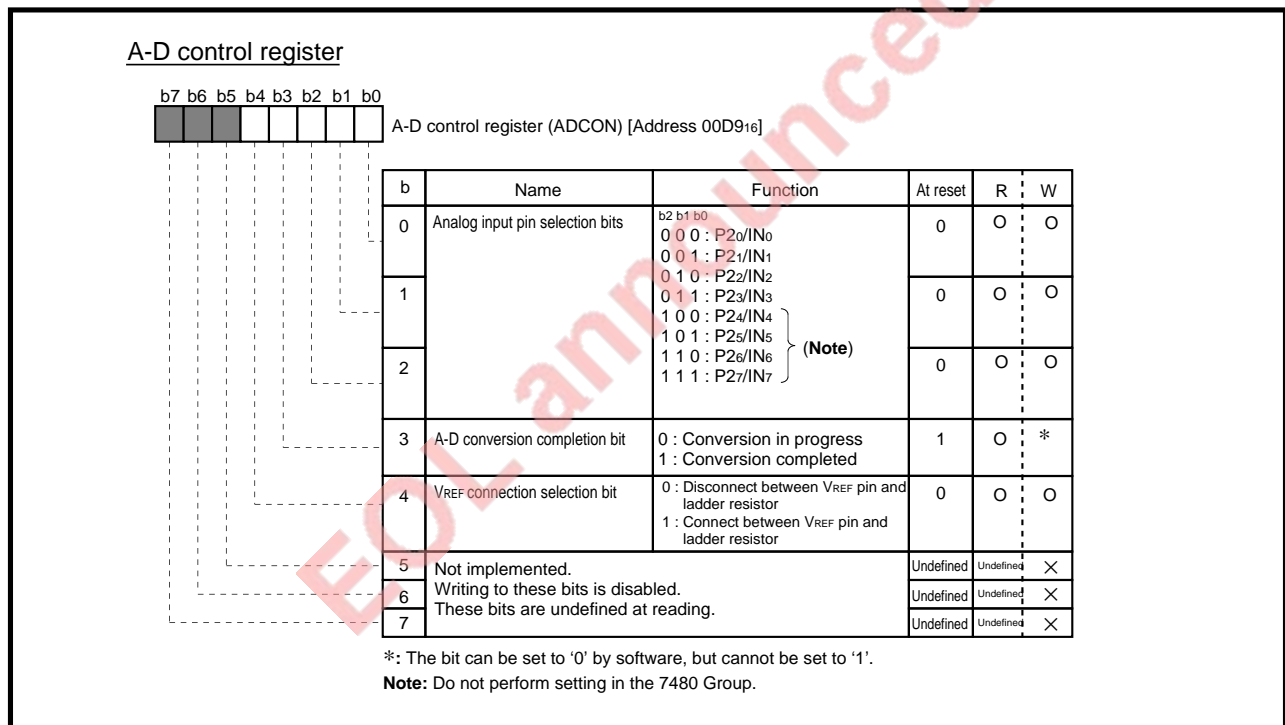 A-D control register
b7 b6 b5 b4 b3 b2 b1 b0
A-D control register (ADCON) [Address 00D916]
b Name Function At reset R W
0 Analog input pin selection bits b2 b1 b0 0 O O
0 0 0 : P20/IN0
0 0 1 : P21/IN1
0 1 0 : P22/IN2
1 0 1 1 : P23/IN3 0 O O
1 0 0 : P24/IN4
1 0 1 : P25/IN5
(Note)
2 1 1 0 : P26/IN6 0 O O
1 1 1 : P27/IN7
3 A-D conversion completion bit 0 : Conversion in progress 1 O *
1 : Conversion completed
4 VREF connection selection bit 0 : Disconnect between VREF pin and 0 O O
ladder resistor
1 : Connect between VREF pin and
ladder resistor
5 Not implemented. Undefined Undefined ×
6 Writing to these bits is disabled. Undefined Undefined ×
7 These bits are undefined at reading. Undefined Undefined ×
*: The bit can be set to ‘0’ by software, but cannot be set to ‘1’.
Note: Do not perform setting in the 7480 Group.
EOL announced